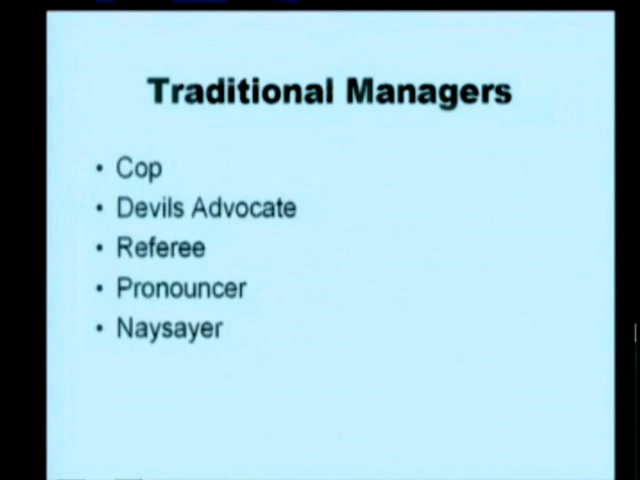 Traditional Managers
• Cop
• Devils Advocate
• Referee
• Pronouncer
• Naysayer